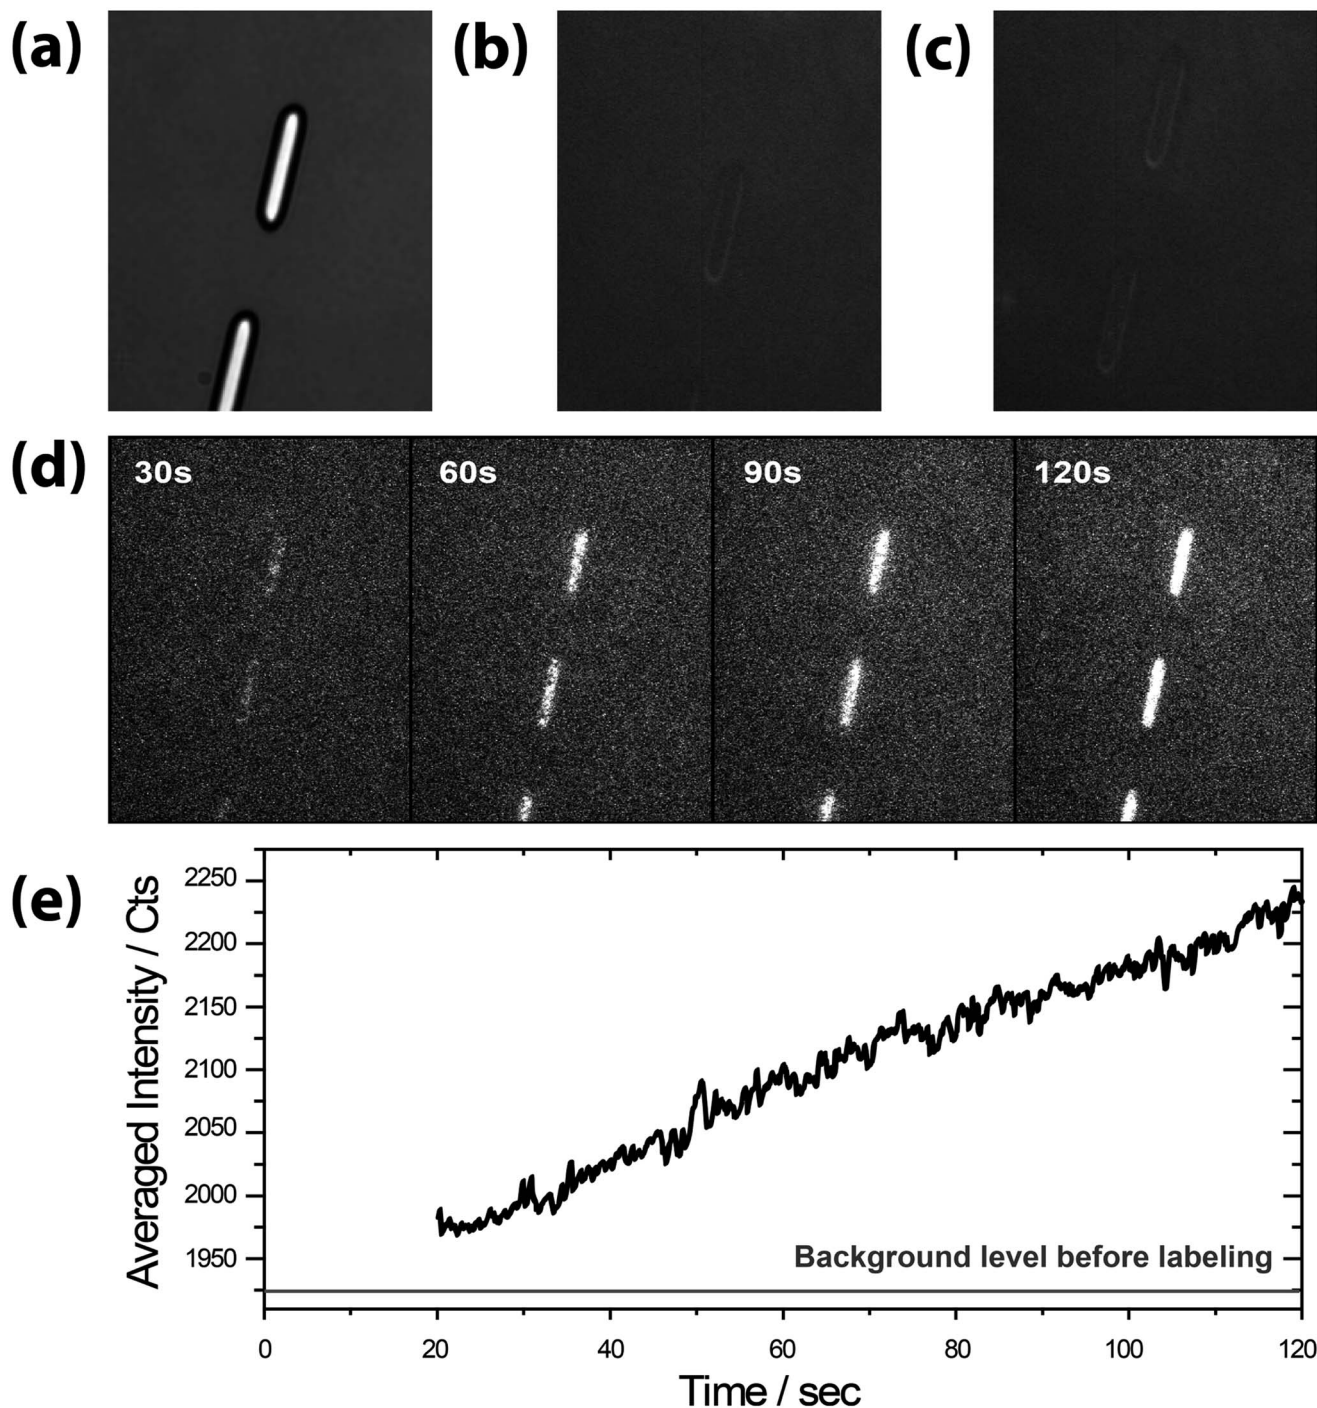 (a)
(b)
(c)
(d)
30s
60s
90s
120s
(e)
Averaged Intensity / Cts
2250
2200
2150
2100
2050
2000
1950
Background level before labeling
0
20
40
60
80
100
120
Time / sec